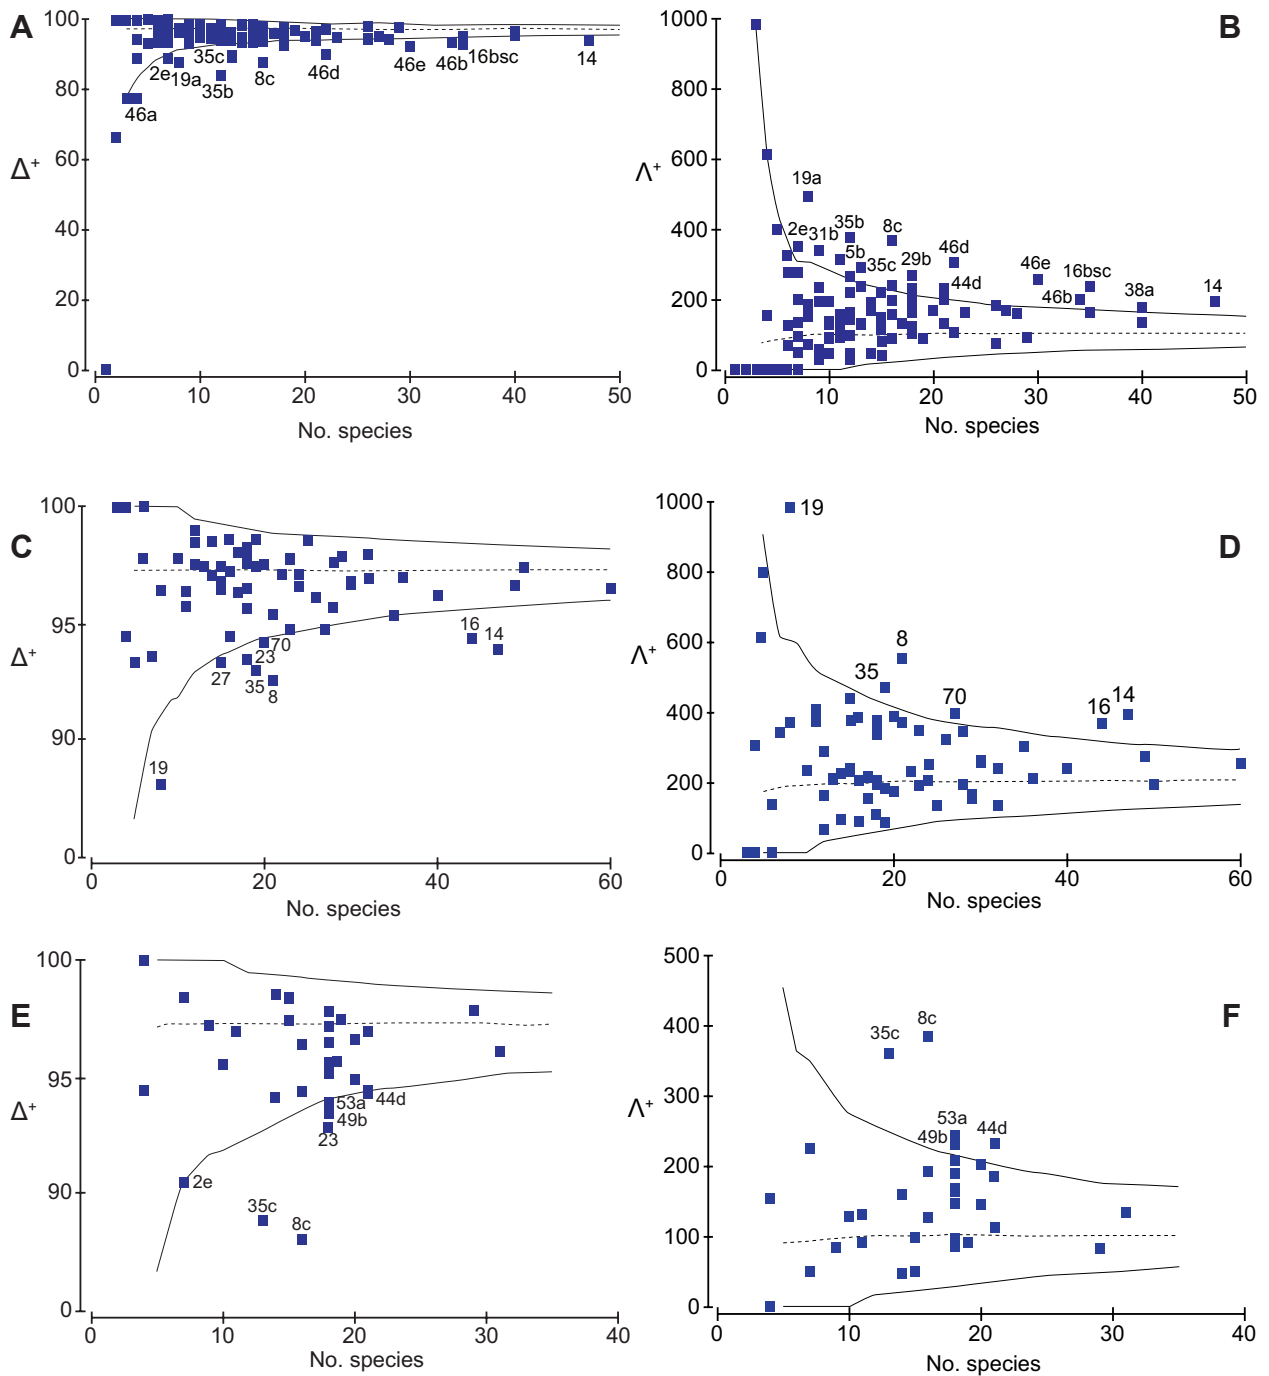 A
100
80
60
40
20
0
Δ+
35c
2e
19a
35b
8c
46d
46e
46b
16bsc
14
46a
0
10
20
30
40
50
No. species
B
1000
800
600
400
200
0
Λ+
19a
2e
31b
35b
8c
5b
35c
29b
46d
44d
46e
16bsc
46b
38a
14
0
10
20
30
40
50
No. species
C
100
95
90
0
Δ+
16
14
70
23
27
35
8
19
0
20
40
60
No. species
D
1000
800
600
400
200
0
Λ+
19
8
35
70
16
14
0
20
40
60
No. species
E
100
95
90
0
Δ+
53a
44d
49b
23
2e
35c
8c
0
10
20
30
40
No. species
F
500
400
300
200
100
0
Λ+
8c
35c
53a
49b
44d
0
10
20
30
40
No. species